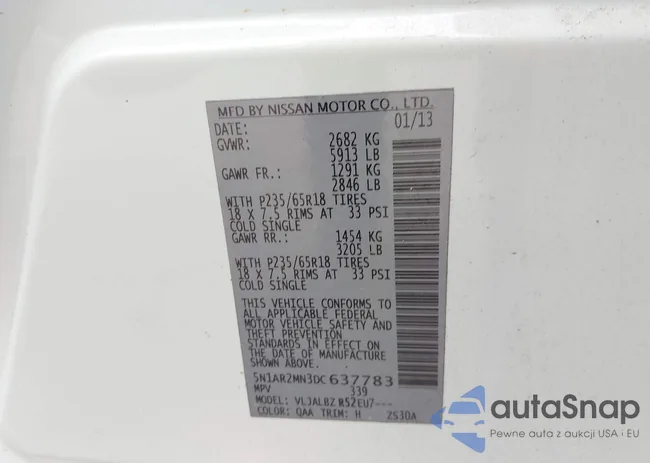 MFD BY NISSAN MOTOR CO., LTD.
DATE: 01/13
GVWR: 2682 KG
5913 LB
GAWR FR.: 1291 KG
2846 LB
WITH P235/65R18 TIRES
18 X 7.5 RIMS AT 33 PSI
COLD SINGLE
GAWR RR.: 1454 KG
3205 LB
WITH P235/65R18 TIRES
18 X 7.5 RIMS AT 33 PSI
COLD SINGLE
THIS VEHICLE CONFORMS TO
ALL APPLICABLE FEDERAL
MOTOR VEHICLE SAFETY AND
THEFT PREVENTION
STANDARDS IN EFFECT ON
THE DATE OF MANUFACTURE
SHOWN ABOVE.
5N1AR2MN3DC637783
MPV 339
MODEL: VLJALBZ R52EU7---
COLOR: QAA TRIM: H 2S30A
autoSnap
Pewne auta z aukcji USA i EU